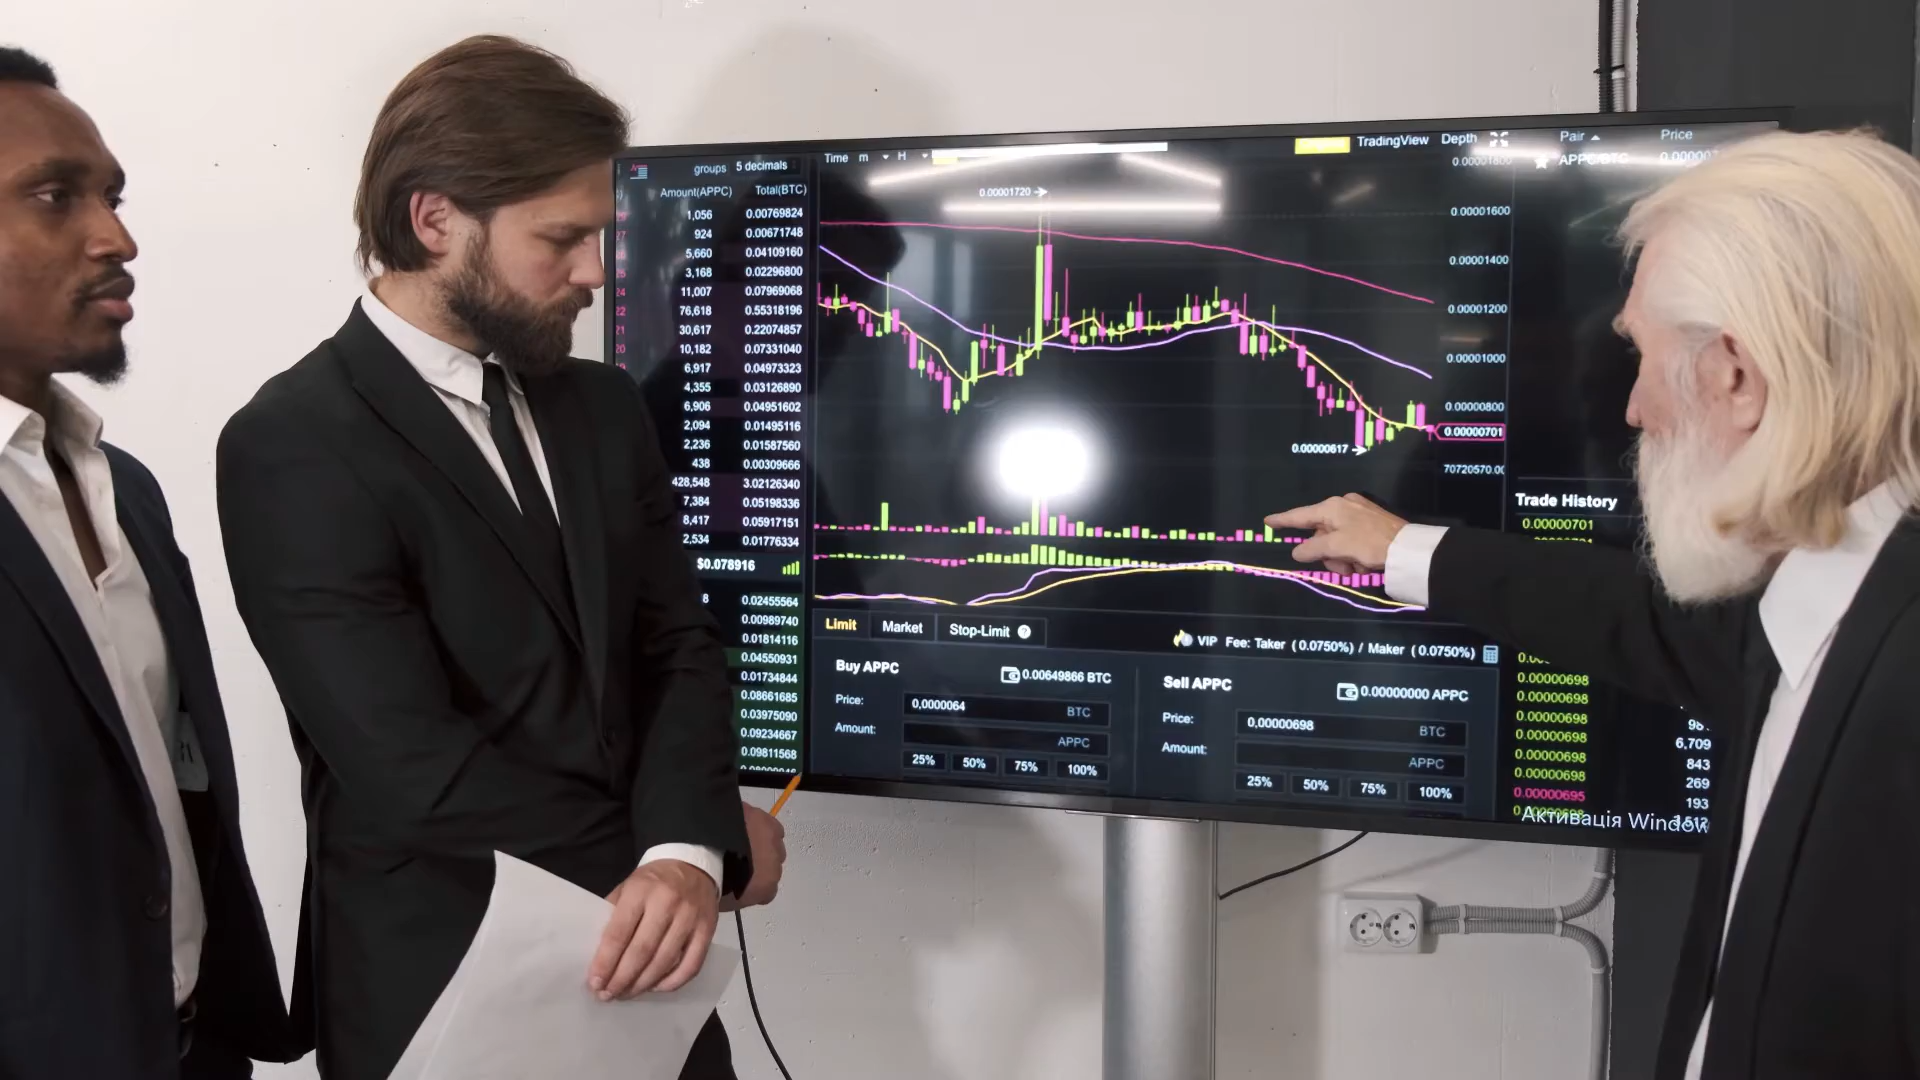 groups 5 decimals
Amount(APPC) Total(BTC)
1,056 0.00769824
924 0.00671748
5,660 0.04109160
3,168 0.02296800
11,007 0.07969068
76,618 0.55318196
30,617 0.22074857
10,182 0.07331040
6,917 0.04973323
4,355 0.03126890
6,906 0.04951602
2,094 0.01495116
2,236 0.01587560
438 0.00309666
428,548 3.02126340
7,384 0.05198336
8,417 0.05917151
2,534 0.01776334
$0.078916
8 0.02455564
0.00989740
0.01814116
0.04550931
0.01734844
0.08661685
0.03975090
0.09234667
0.09811568
Time m H
TradingView Depth
0.00001800
0.00001720
0.00001600
0.00001400
0.00001200
0.00001000
0.00000800
0.00000701
0.00000617
70720570.00
Limit Market Stop-Limit ?
VIP Fee: Taker (0.0750%) / Maker (0.0750%)
Buy APPC 0.00649866 BTC
Price: 0,0000064 BTC
Amount: APPC
25% 50% 75% 100%
Sell APPC 0.00000000 APPC
Price: 0,00000698 BTC
Amount: APPC
25% 50% 75% 100%
Pair Price
APPC/BTC
Trade History
0.00000701
0.00000698
0.00000698
0.00000698 6,709
0.00000698
0.00000698 843
0.00000698 269
0.00000695 193
Активація Window